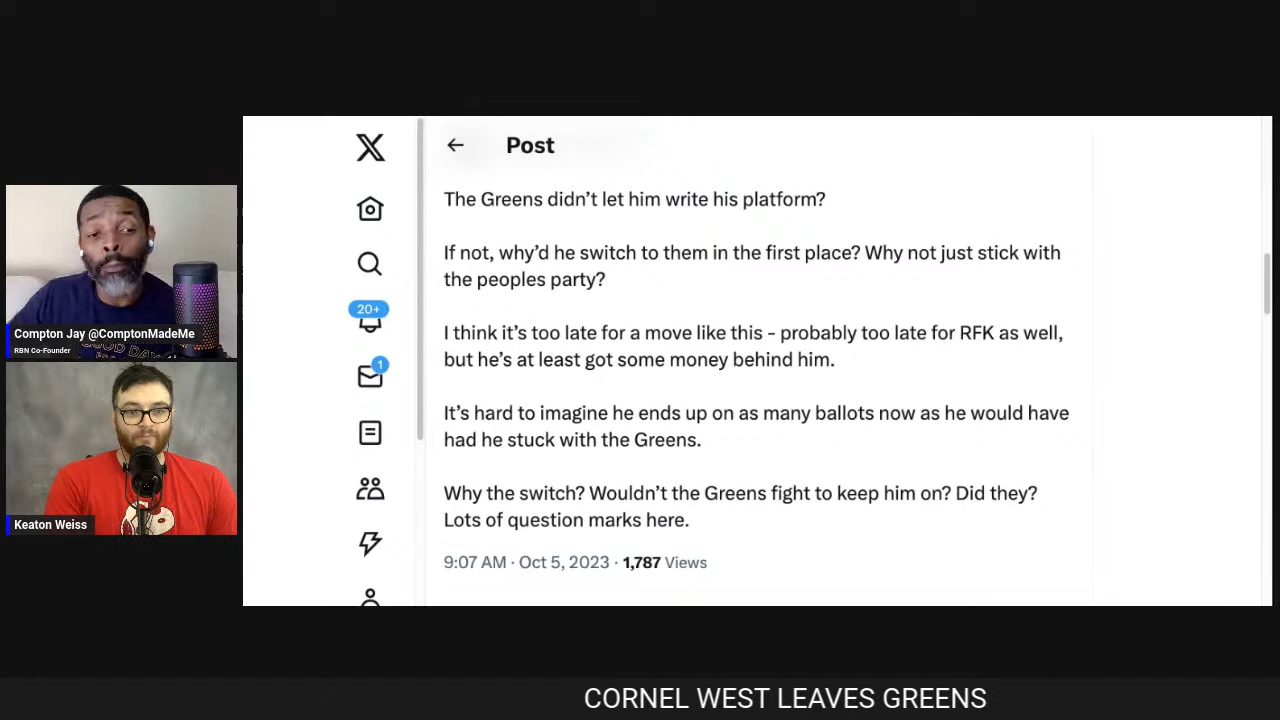 Post
The Greens didn’t let him write his platform?
If not, why’d he switch to them in the first place? Why not just stick with
the peoples party?
I think it’s too late for a move like this - probably too late for RFK as well,
but he’s at least got some money behind him.
It’s hard to imagine he ends up on as many ballots now as he would have
had he stuck with the Greens.
Why the switch? Wouldn’t the Greens fight to keep him on? Did they?
Lots of question marks here.
9:07 AM · Oct 5, 2023 · 1,787 Views
20+
1
Compton Jay @ComptonMadeMe
RBN Co-Founder
GOOD DAY
Keaton Weiss
CORNEL WEST LEAVES GREENS